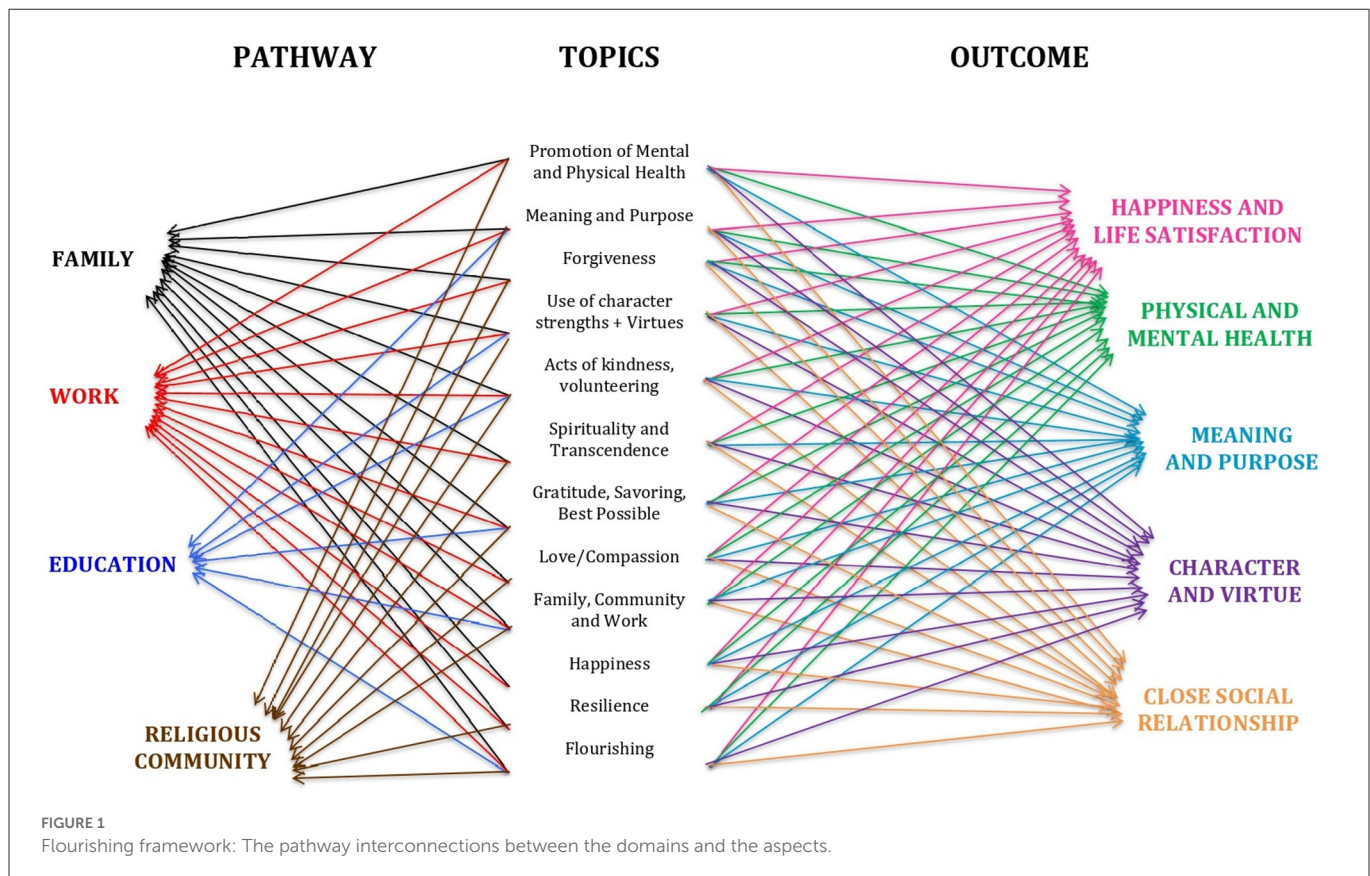 PATHWAY
TOPICS
OUTCOME
FAMILY
WORK
EDUCATION
RELIGIOUS
COMMUNITY
Promotion of Mental
and Physical Health
Meaning and Purpose
Forgiveness
Use of character
strengths + Virtues
Acts of kindness,
volunteering
Spirituality and
Transcendence
Gratitude, Savoring,
Best Possible
Love/Compassion
Family, Community
and Work
Happiness
Resilience
Flourishing
HAPPINESS AND
LIFE SATISFACTION
PHYSICAL AND
MENTAL HEALTH
MEANING
AND PURPOSE
CHARACTER
AND VIRTUE
CLOSE SOCIAL
RELATIONSHIP
FIGURE 1
Flourishing framework: The pathway interconnections between the domains and the aspects.